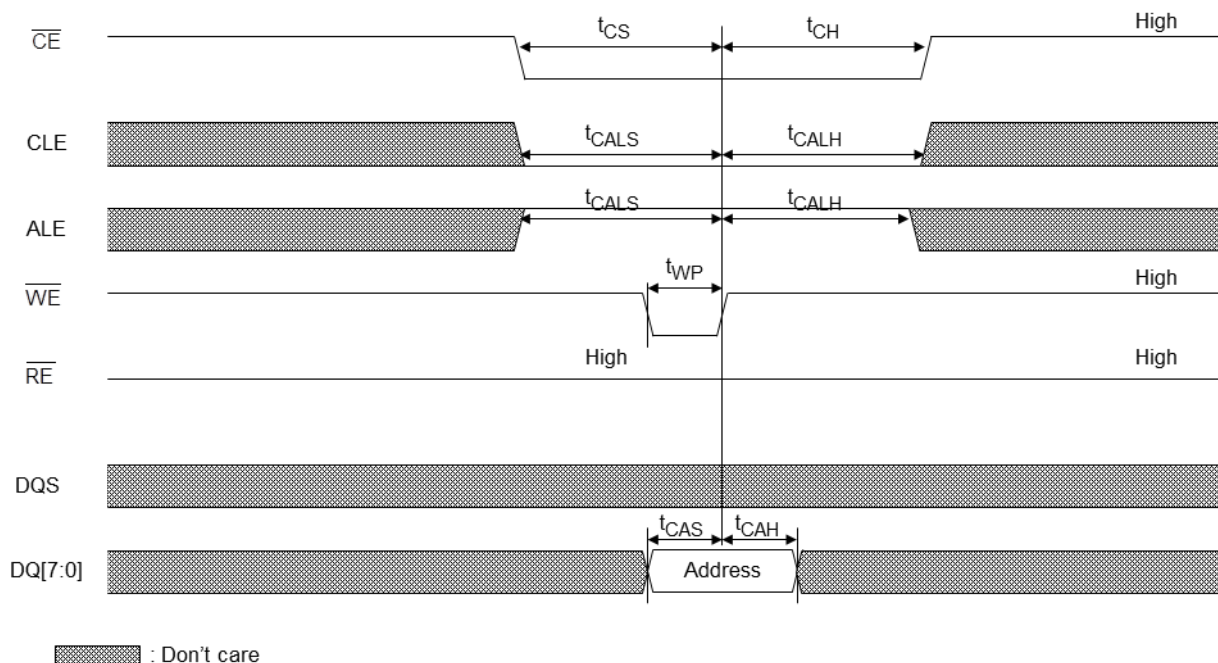 CE tCS tCH High
CLE tCALS tCALH
ALE tCALS tCALH
WE tWP High
RE High High
DQS
tCAS tCAH
DQ[7:0] Address
: Don't care